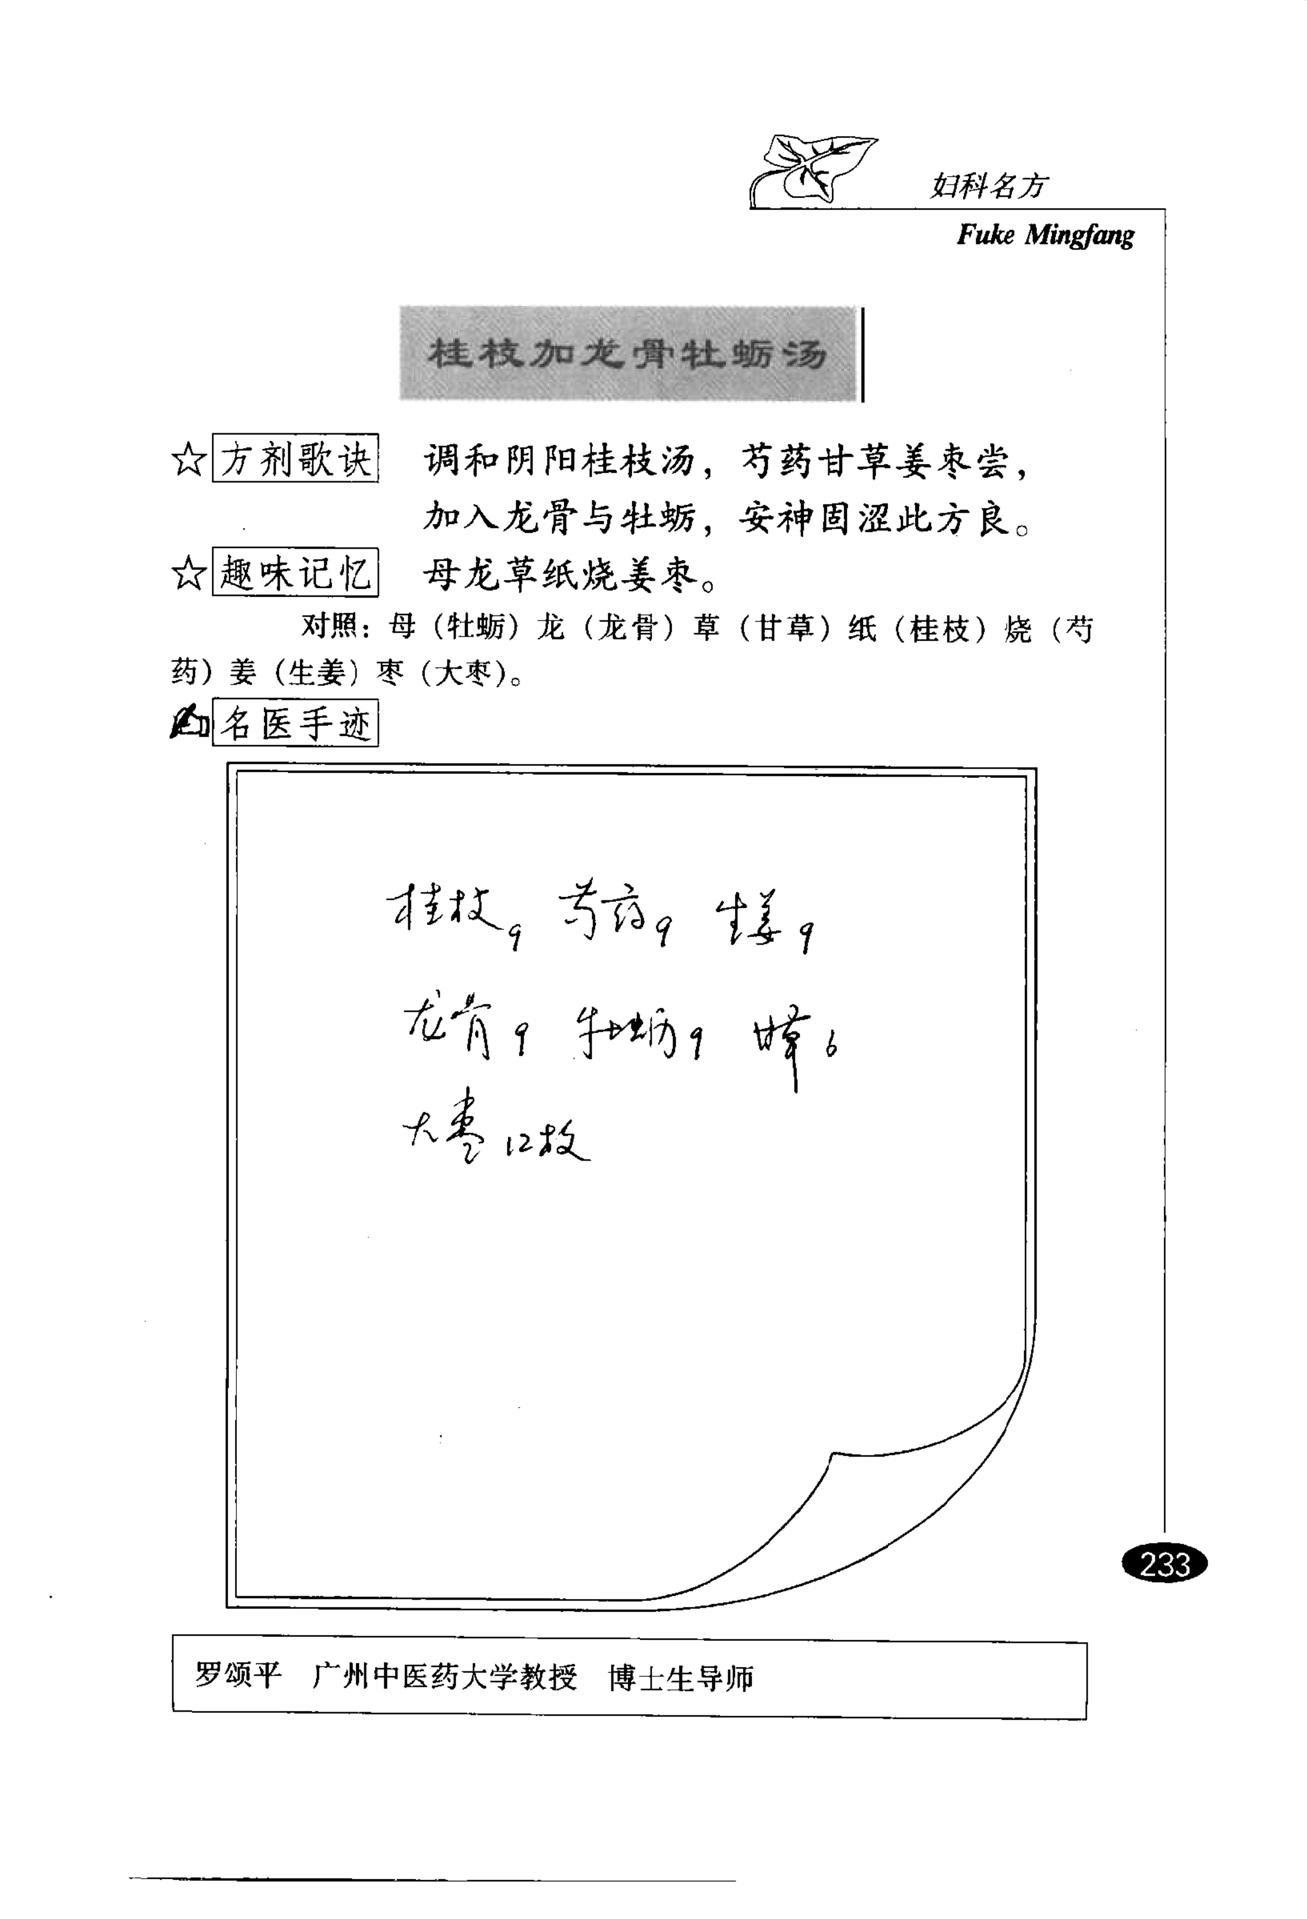 妇科名方
Fuke Mingfang
桂枝加龙骨牡蛎汤
☆方剂歌诀 调和阴阳桂枝汤，芍药甘草姜枣尝，
加入龙骨与牡蛎，安神固涩此方良。
☆趣味记忆 母龙草纸烧姜枣。
对照：母（牡蛎）龙（龙骨）草（甘草）纸（桂枝）烧（芍
药）姜（生姜）枣（大枣）。
名医手迹
桂枝9 芍药9 生姜9
龙骨9 牡蛎9 甘草6
大枣12枚
233
罗颂平 广州中医药大学教授 博士生导师